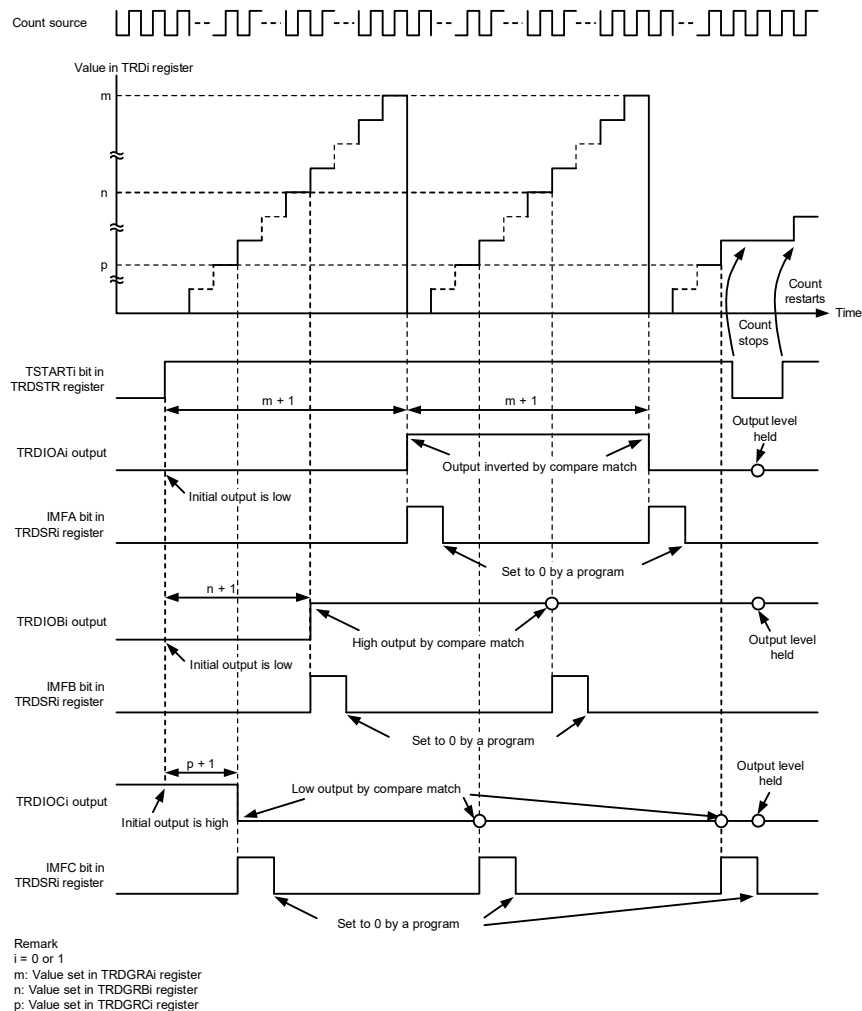 Count source
Value in TRDi register
m
n
p
Count
restarts
Time
Count
stops
TSTARTi bit in
TRDSTR register
m + 1
m + 1
Output level
held
TRDIOAi output
Output inverted by compare match
Initial output is low
IMFA bit in
TRDSRi register
Set to 0 by a program
n + 1
TRDIOBi output
High output by compare match
Output level
held
Initial output is low
IMFB bit in
TRDSRi register
Set to 0 by a program
p + 1
Output level
held
Low output by compare match
TRDIOCi output
Initial output is high
IMFC bit in
TRDSRi register
Set to 0 by a program
Remark
i = 0 or 1
m: Value set in TRDGRAi register
n: Value set in TRDGRBi register
p: Value set in TRDGRCi register